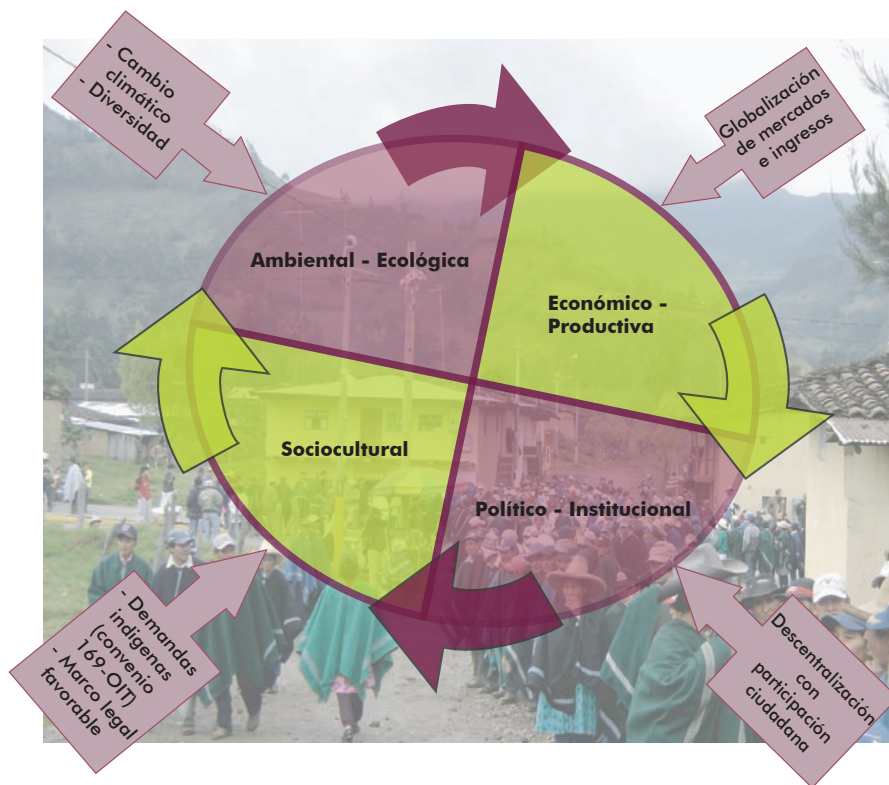 - Cambio
climático
- Diversidad
Globalización
de mercados
e ingresos
Ambiental - Ecológica
Económico -
Productiva
Sociocultural
Político - Institucional
- Demandas
indígenas
(convenio
169-OIT)
- Marco legal
favorable
Descentralización
con
participación
ciudadana